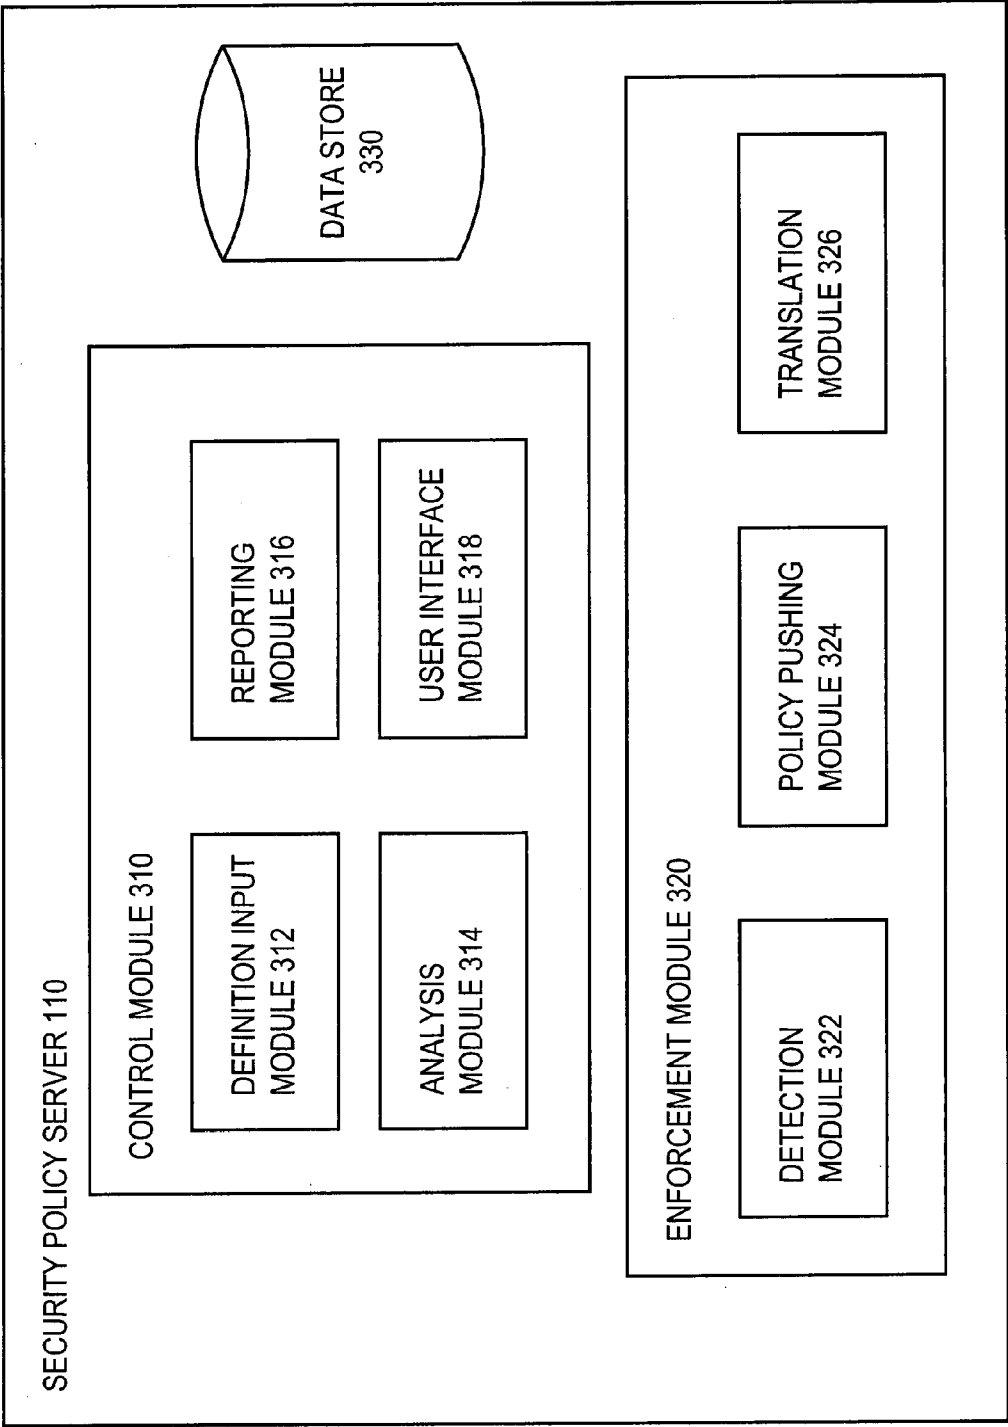 SECURITY POLICY SERVER 110
CONTROL MODULE 310
DEFINITION INPUT
MODULE 312
REPORTING
MODULE 316
ANALYSIS
MODULE 314
USER INTERFACE
MODULE 318
DATA STORE
330
ENFORCEMENT MODULE 320
DETECTION
MODULE 322
POLICY PUSHING
MODULE 324
TRANSLATION
MODULE 326